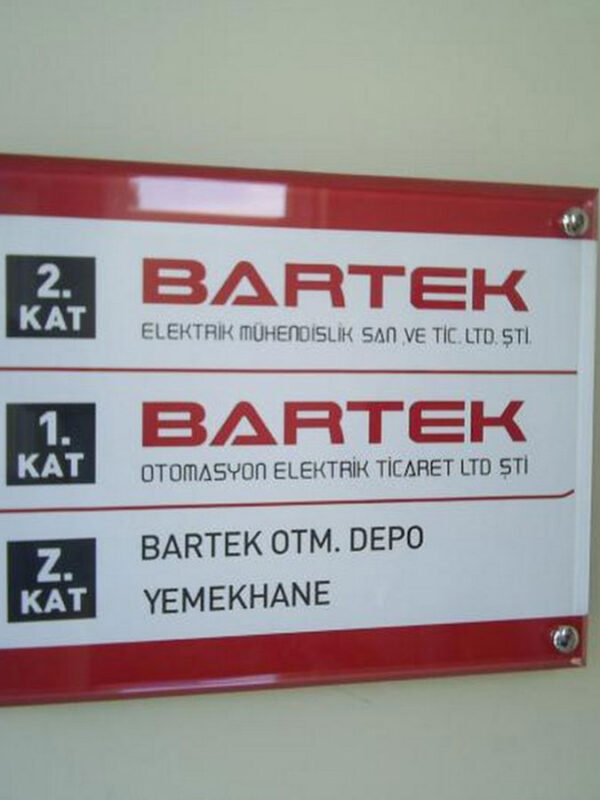 2.
KAT
BARTEK
ELEKTRİK MÜHENDİSLİK SAN .VE TİC. LTD. ŞTİ.
1.
KAT
BARTEK
OTOMASYON ELEKTRİK TİCARET LTD ŞTİ
Z.
KAT
BARTEK OTM. DEPO
YEMEKHANE